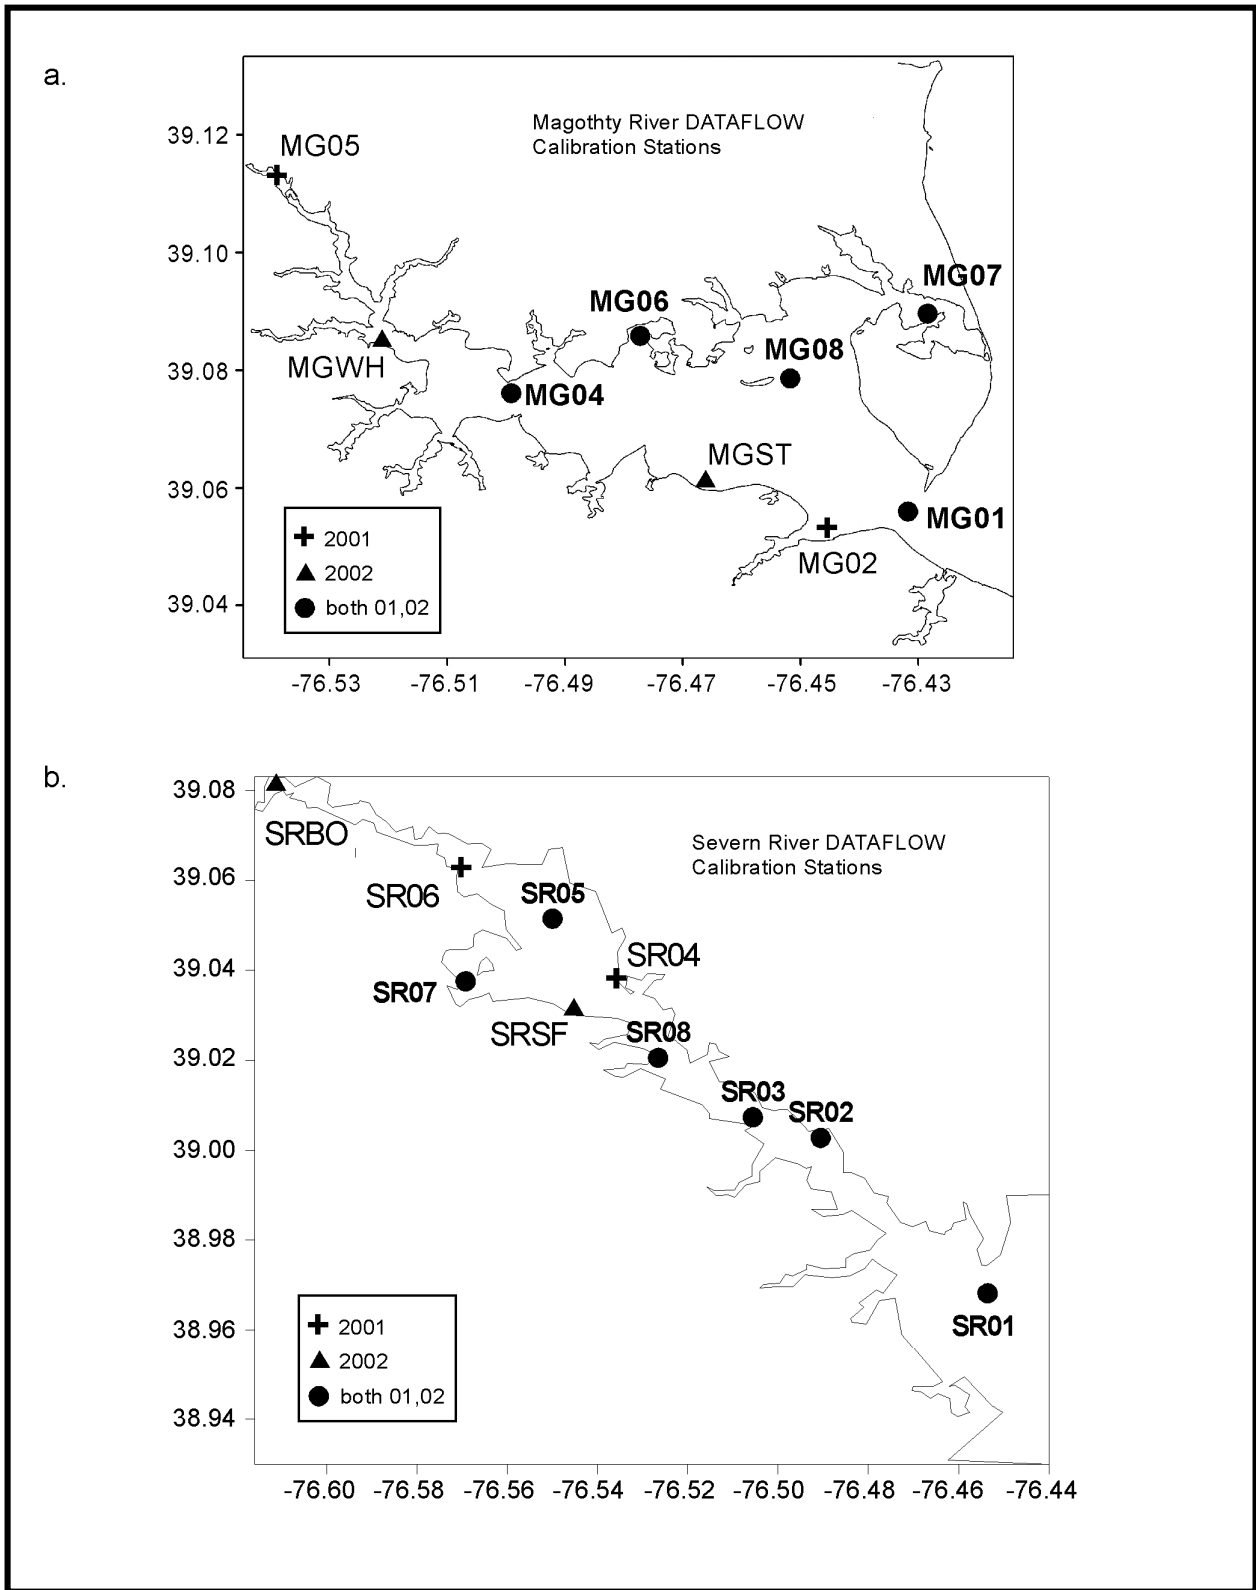 a.
Magothty River DATAFLOW
Calibration Stations
39.12
39.10
39.08
39.06
39.04
MG05
MG07
MG06
MG08
MGWH
MG04
MGST
MG01
MG02
2001
2002
both 01,02
-76.53
-76.51
-76.49
-76.47
-76.45
-76.43
b.
Severn River DATAFLOW
Calibration Stations
39.08
39.06
39.04
39.02
39.00
38.98
38.96
38.94
SRBO
SR06
SR05
SR04
SR07
SRSF
SR08
SR03
SR02
SR01
2001
2002
both 01,02
-76.60
-76.58
-76.56
-76.54
-76.52
-76.50
-76.48
-76.46
-76.44